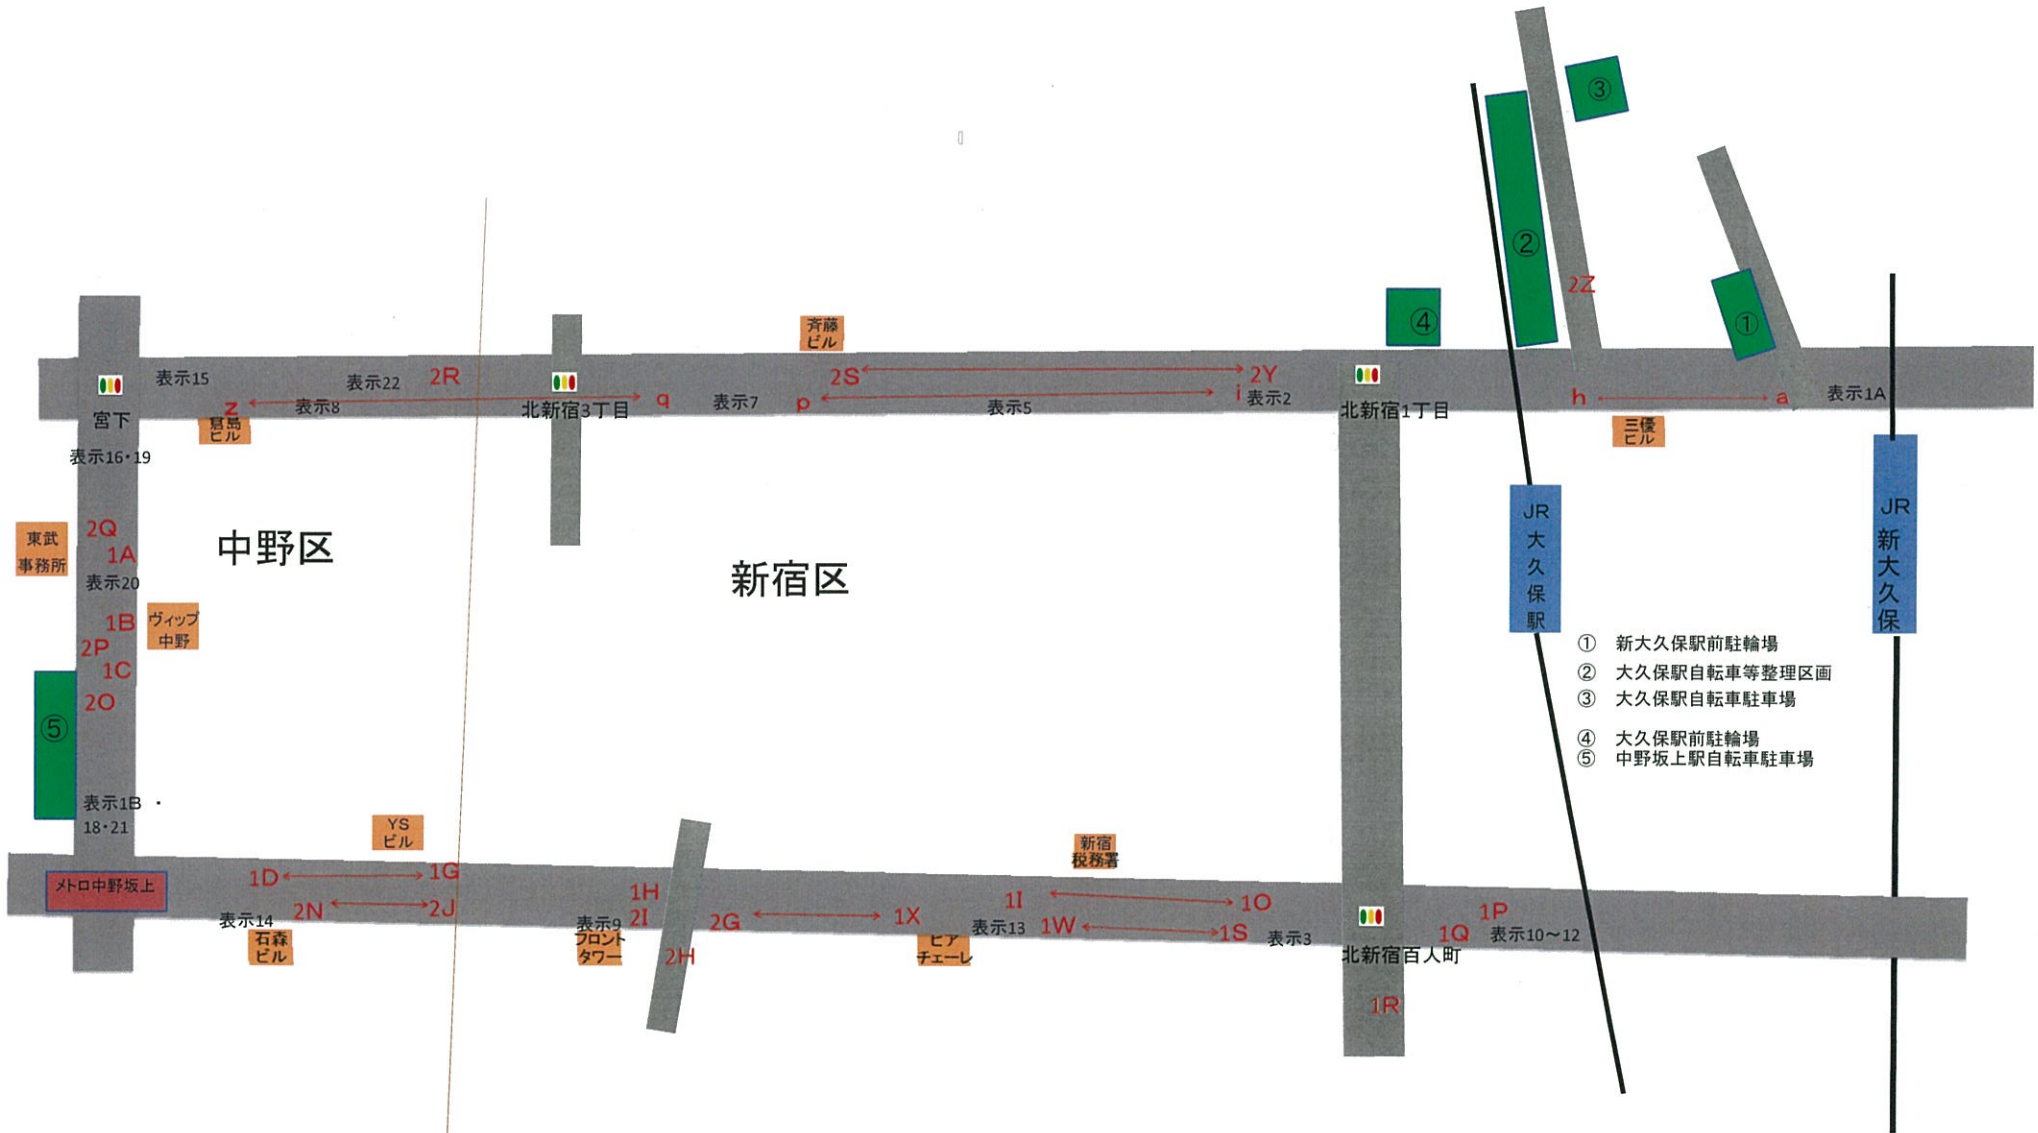 ③
②
2Z
①
④
斉藤
ビル
表示15
表示22
2R
2S
2Y
z
表示8
北新宿3丁目
q
表示7
p
表示5
i
表示2
北新宿1丁目
h
a
表示1A
宮下
ビル
三優
ビル
表示16・19
2Q
1A
表示20
東武
事務所
中野区
新宿区
JR
大
久
保
駅
JR
新
大
久
保
1B
2P
1C
2O
ヴィップ
中野
⑤
① 新大久保駅前駐輪場
② 大久保駅自転車等整理区画
③ 大久保駅自転車駐車場
④ 大久保駅前駐輪場
⑤ 中野坂上駅自転車駐車場
表示1B ・
18・21
YS
ビル
新宿
税務署
メトロ中野坂上
1D
1G
2N
2J
表示14
石森
ビル
1H
2I
表示9
フロント
タワー
2H
2G
1X
ピア
チェーレ
1I
1O
表示13
1W
1S
表示3
北新宿百人町
1P
1Q
表示10～12
1R